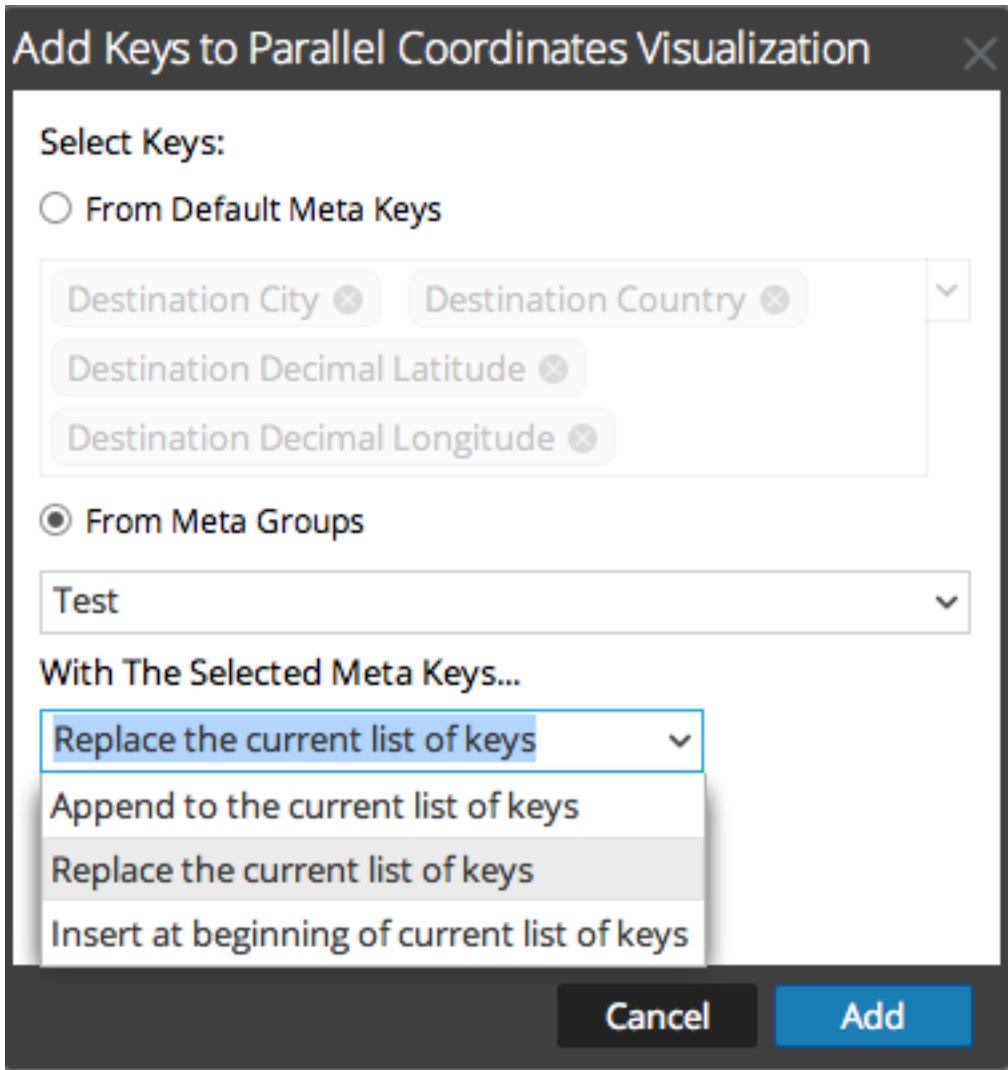 Add Keys to Parallel Coordinates Visualization
Select Keys:
From Default Meta Keys
Destination City Destination Country
Destination Decimal Latitude
Destination Decimal Longitude
From Meta Groups
Test
With The Selected Meta Keys...
Replace the current list of keys
Append to the current list of keys
Replace the current list of keys
Insert at beginning of current list of keys
Cancel Add